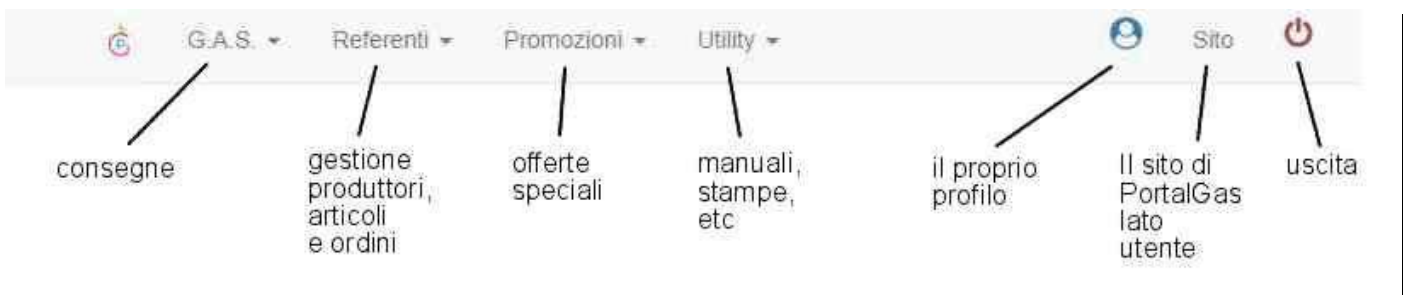 G.A.S. Referenti Promozioni Utility Sito
consegne
gestione
produttori,
articoli
e ordini
offerte
speciali
manuali,
stampe,
etc
il proprio
profilo
Il sito di
PortalGas
lato
utente
uscita